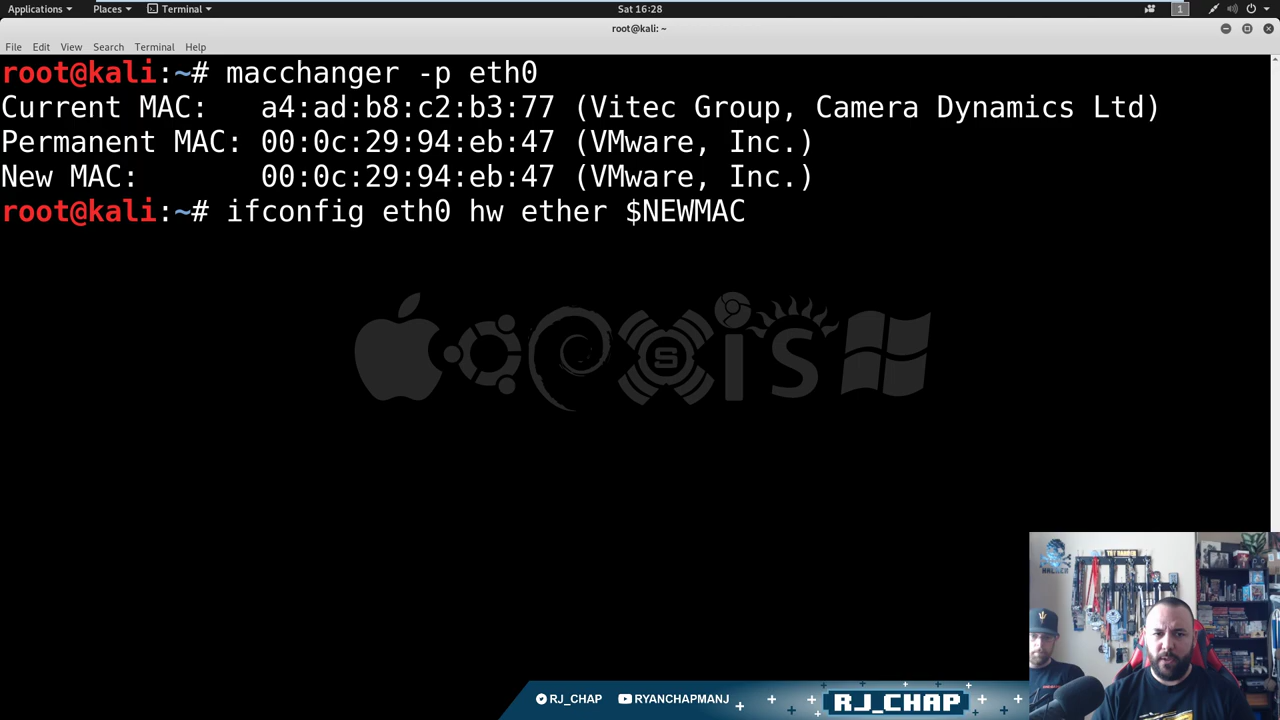 Applications Places Terminal Sat 16:28 1
root@kali: ~
File Edit View Search Terminal Help
root@kali:~# macchanger -p eth0
Current MAC:   a4:ad:b8:c2:b3:77 (Vitec Group, Camera Dynamics Ltd)
Permanent MAC: 00:0c:29:94:eb:47 (VMware, Inc.)
New MAC:       00:0c:29:94:eb:47 (VMware, Inc.)
root@kali:~# ifconfig eth0 hw ether $NEWMAC
RJ_CHAP RYANCHAPMANJ RJ_CHAP